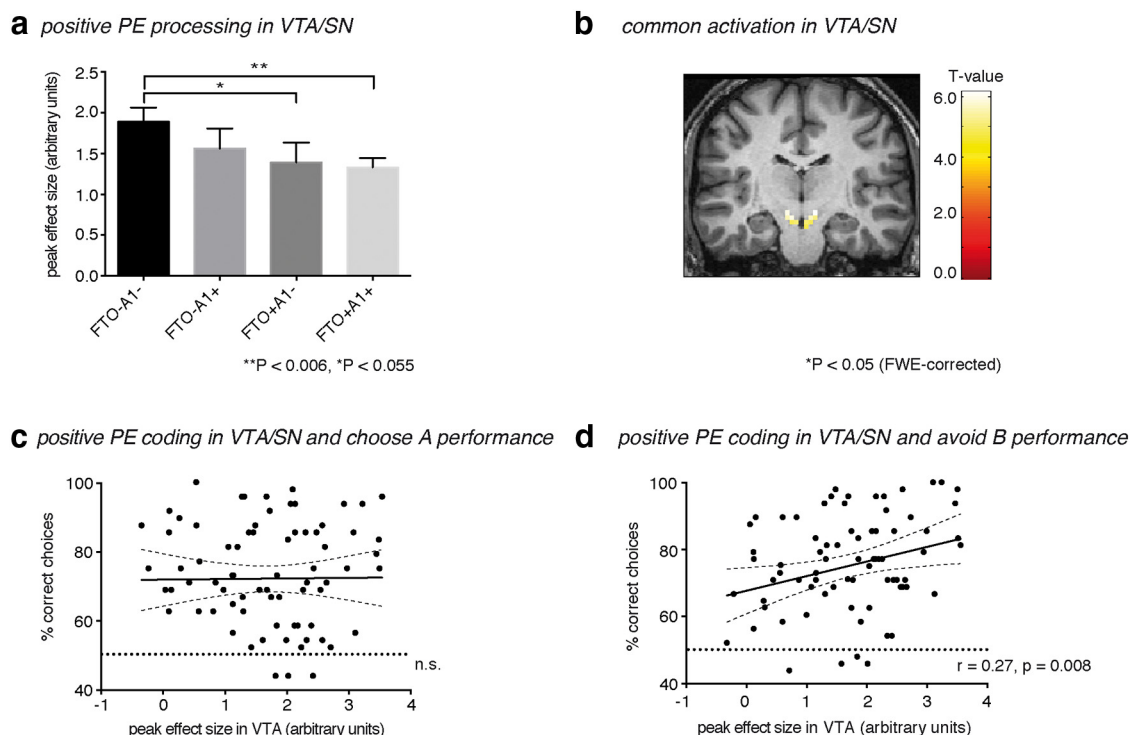 a positive PE processing in VTA/SN
peak effect size (arbitrary units)
2.5
2.0
1.5
1.0
0.5
0.0
**
*
FTO-A1-
FTO-A1+
FTO+A1-
FTO+A1+
**P < 0.006, *P < 0.055
b common activation in VTA/SN
T-value
6.0
4.0
2.0
0.0
*P < 0.05 (FWE-corrected)
c positive PE coding in VTA/SN and choose A performance
% correct choices
100
80
60
40
n.s.
-1 0 1 2 3 4
peak effect size in VTA (arbitrary units)
d positive PE coding in VTA/SN and avoid B performance
% correct choices
100
80
60
40
r = 0.27, p = 0.008
-1 0 1 2 3 4
peak effect size in VTA (arbitrary units)